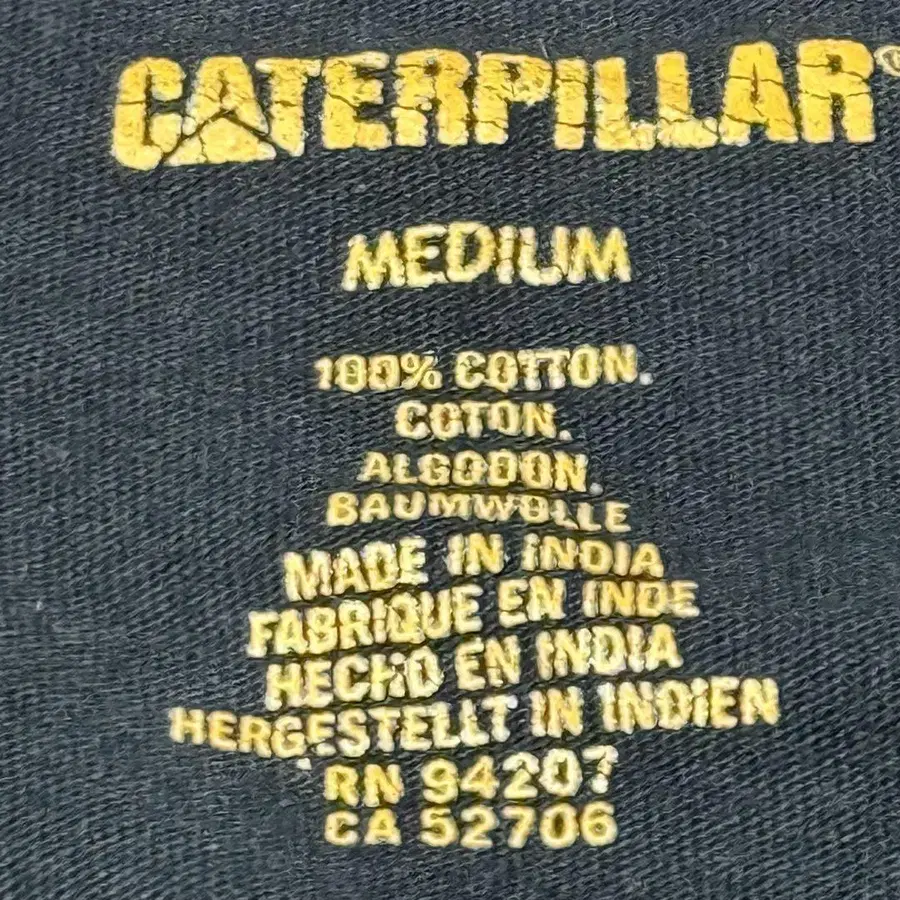 CATERPILLAR®
MEDIUM
100% COTTON.
COTON.
ALGODON.
BAUMWOLLE
MADE IN INDIA
FABRIQUE EN INDE
HECHO EN INDIA
HERGESTELLT IN INDIEN
RN 94207
CA 52706